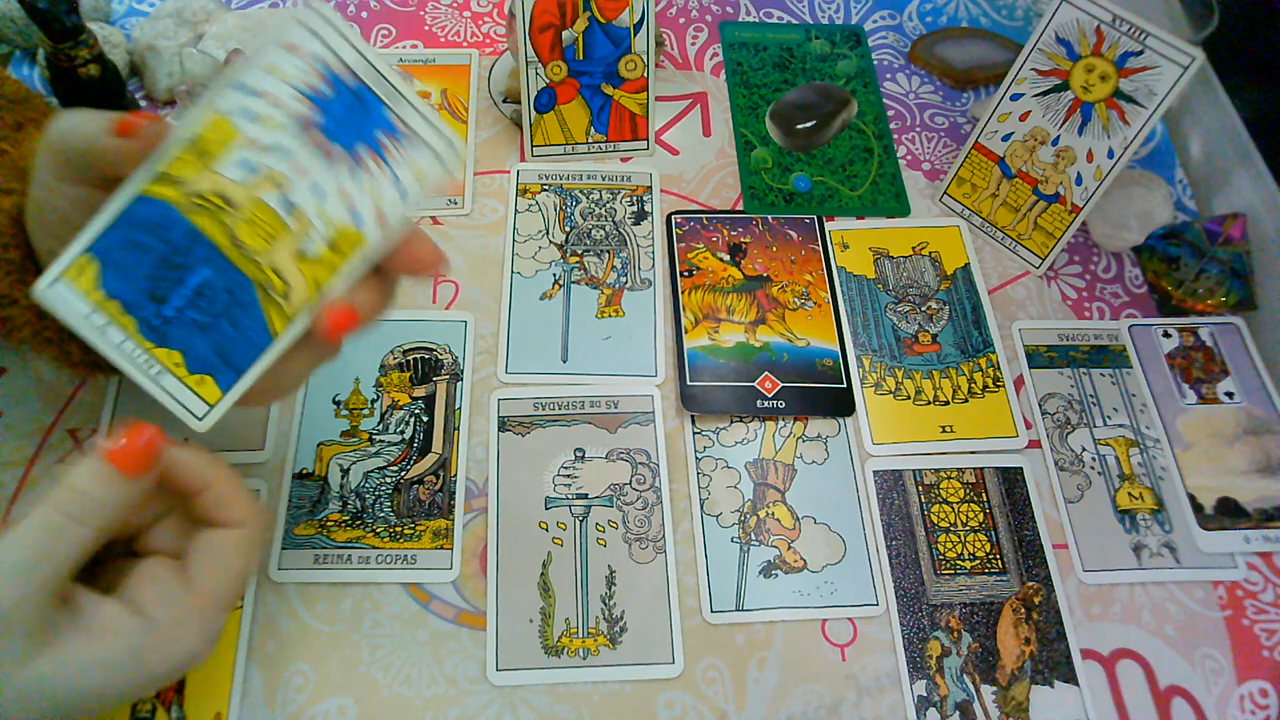 Arcangel
34
LE PAPE
XVIIII
LE SOLEIL
REINA DE ESPADAS
6
ÉXITO
XI
AS DE COPAS
M
REINA DE COPAS
AS DE ESPADAS